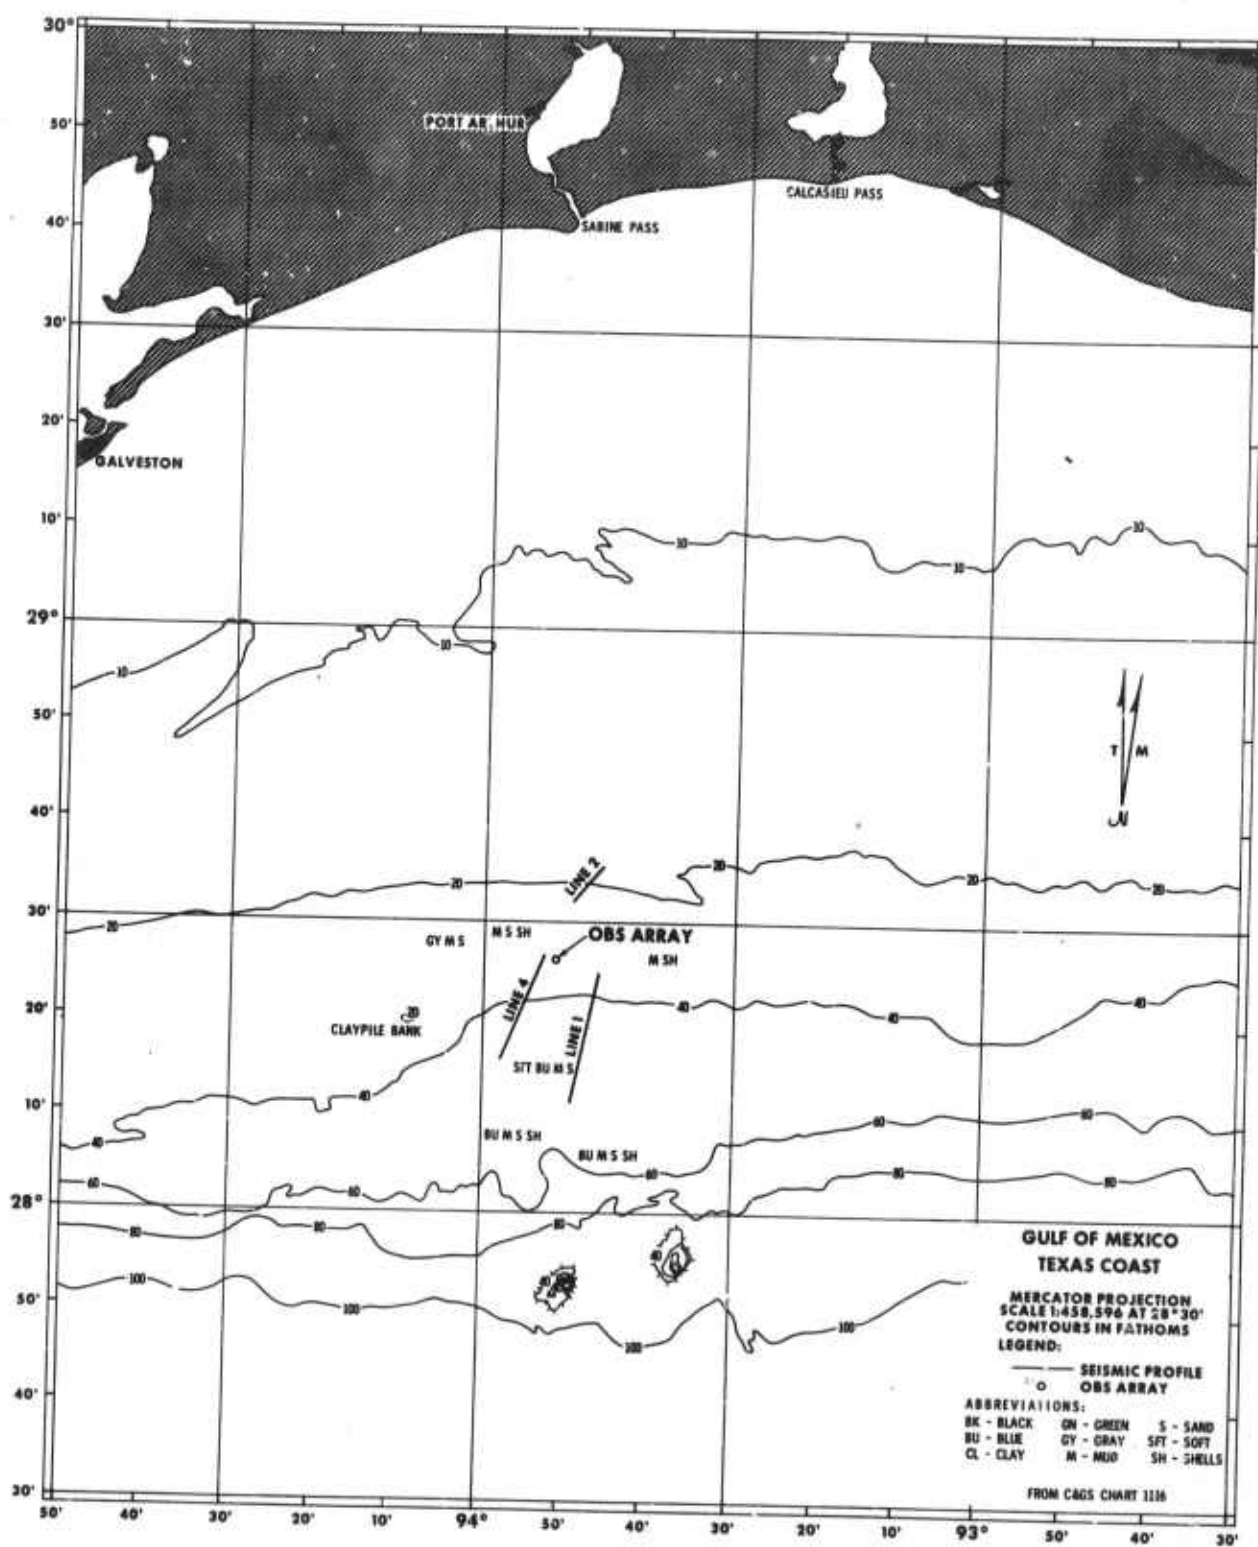 30°
50'
40'
30'
20'
10'
29°
50'
40'
30'
20'
10'
28°
50'
40'
30'
PORT AR HUR
SABINE PASS
CALCASIEU PASS
GALVESTON
10
10
10
10
10
T M
N
20
20
20
20
20
LINE 2
GY M S
M S SH
OBS ARRAY
M SH
LINE 4
LINE 1
20
CLAYPILE BANK
SFT BU M S
40
40
40
40
40
BU M S SH
BU M S SH
60
60
60
60
60
80
80
80
80
80
100
100
100
100
GULF OF MEXICO
TEXAS COAST
MERCATOR PROJECTION
SCALE 1:458,596 AT 28°30'
CONTOURS IN FATHOMS
LEGEND:
SEISMIC PROFILE
OBS ARRAY
ABBREVIATIONS:
BK - BLACK GN - GREEN S - SAND
BU - BLUE GY - GRAY SFT - SOFT
CL - CLAY M - MUD SH - SHELLS
FROM C&GS CHART 1116
50' 40' 30' 20' 10' 94° 50' 40' 30' 20' 10' 93° 50' 40' 30'